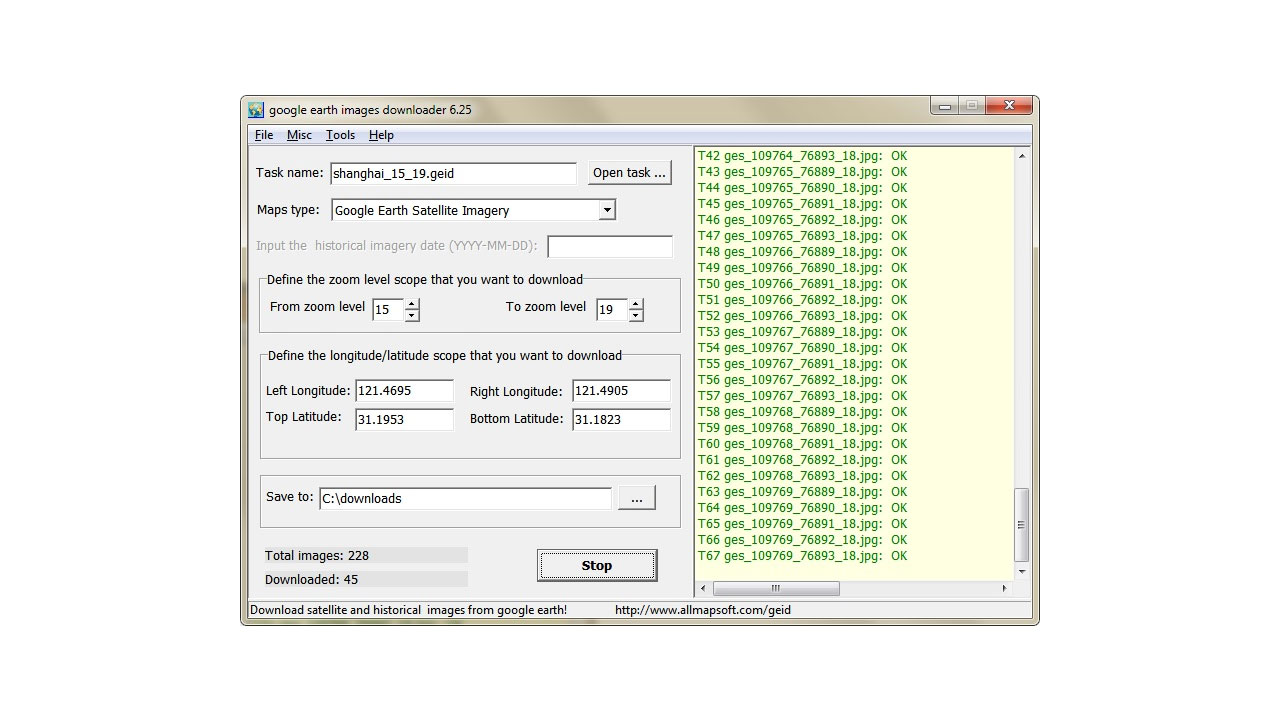 google earth images downloader 6.25
File Misc Tools Help
Task name: shanghai_15_19.geid Open task ...
Maps type: Google Earth Satellite Imagery
Input the historical imagery date (YYYY-MM-DD):
Define the zoom level scope that you want to download
From zoom level 15 To zoom level 19
Define the longitude/latitude scope that you want to download
Left Longitude: 121.4695 Right Longitude: 121.4905
Top Latitude: 31.1953 Bottom Latitude: 31.1823
Save to: C:\downloads ...
Total images: 228
Downloaded: 45
Stop
T42 ges_109764_76893_18.jpg: OK
T43 ges_109765_76889_18.jpg: OK
T44 ges_109765_76890_18.jpg: OK
T45 ges_109765_76891_18.jpg: OK
T46 ges_109765_76892_18.jpg: OK
T47 ges_109765_76893_18.jpg: OK
T48 ges_109766_76889_18.jpg: OK
T49 ges_109766_76890_18.jpg: OK
T50 ges_109766_76891_18.jpg: OK
T51 ges_109766_76892_18.jpg: OK
T52 ges_109766_76893_18.jpg: OK
T53 ges_109767_76889_18.jpg: OK
T54 ges_109767_76890_18.jpg: OK
T55 ges_109767_76891_18.jpg: OK
T56 ges_109767_76892_18.jpg: OK
T57 ges_109767_76893_18.jpg: OK
T58 ges_109768_76889_18.jpg: OK
T59 ges_109768_76890_18.jpg: OK
T60 ges_109768_76891_18.jpg: OK
T61 ges_109768_76892_18.jpg: OK
T62 ges_109768_76893_18.jpg: OK
T63 ges_109769_76889_18.jpg: OK
T64 ges_109769_76890_18.jpg: OK
T65 ges_109769_76891_18.jpg: OK
T66 ges_109769_76892_18.jpg: OK
T67 ges_109769_76893_18.jpg: OK
Download satellite and historical images from google earth! http://www.allmapsoft.com/geid